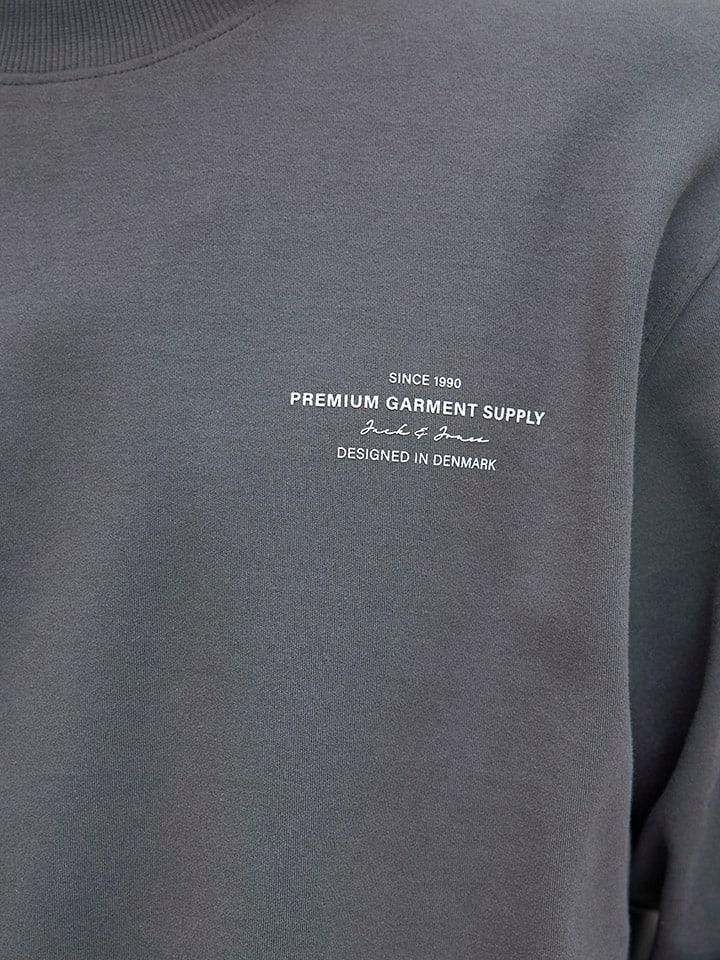 SINCE 1990
PREMIUM GARMENT SUPPLY
Jack & Jones
DESIGNED IN DENMARK